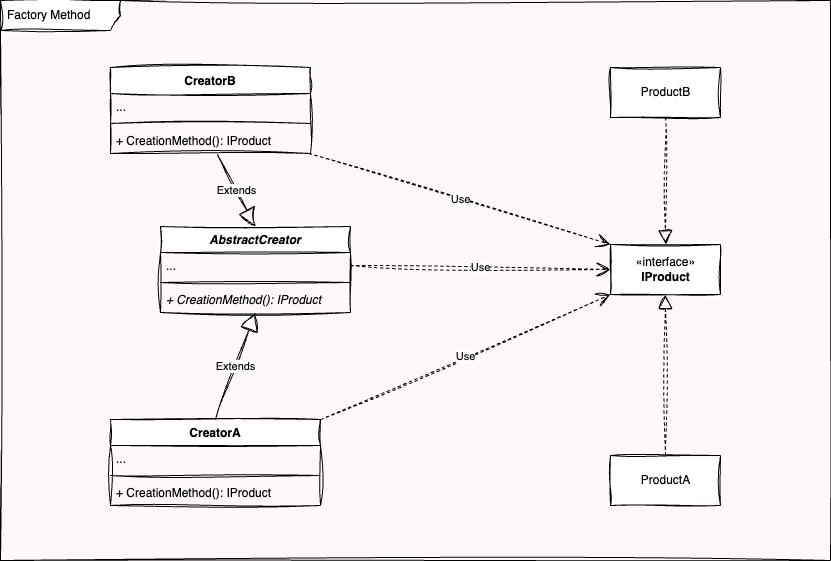 Factory Method
CreatorB
...
+ CreationMethod(): IProduct
ProductB
Extends
Use
AbstractCreator
...
+ CreationMethod(): IProduct
Use
«interface»
IProduct
Extends
Use
CreatorA
...
+ CreationMethod(): IProduct
ProductA